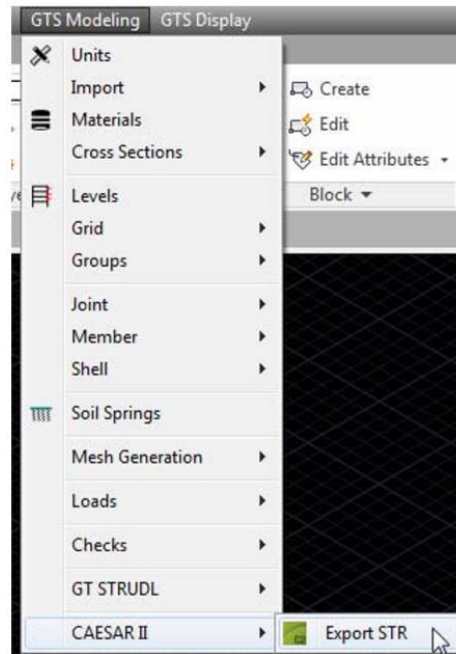 GTS Modeling GTS Display
Units
Import
Materials
Cross Sections
Levels
Grid
Groups
Joint
Member
Shell
Soil Springs
Mesh Generation
Loads
Checks
GT STRUDL
CAESAR II
Export STR
Create
Edit
Edit Attributes
Block